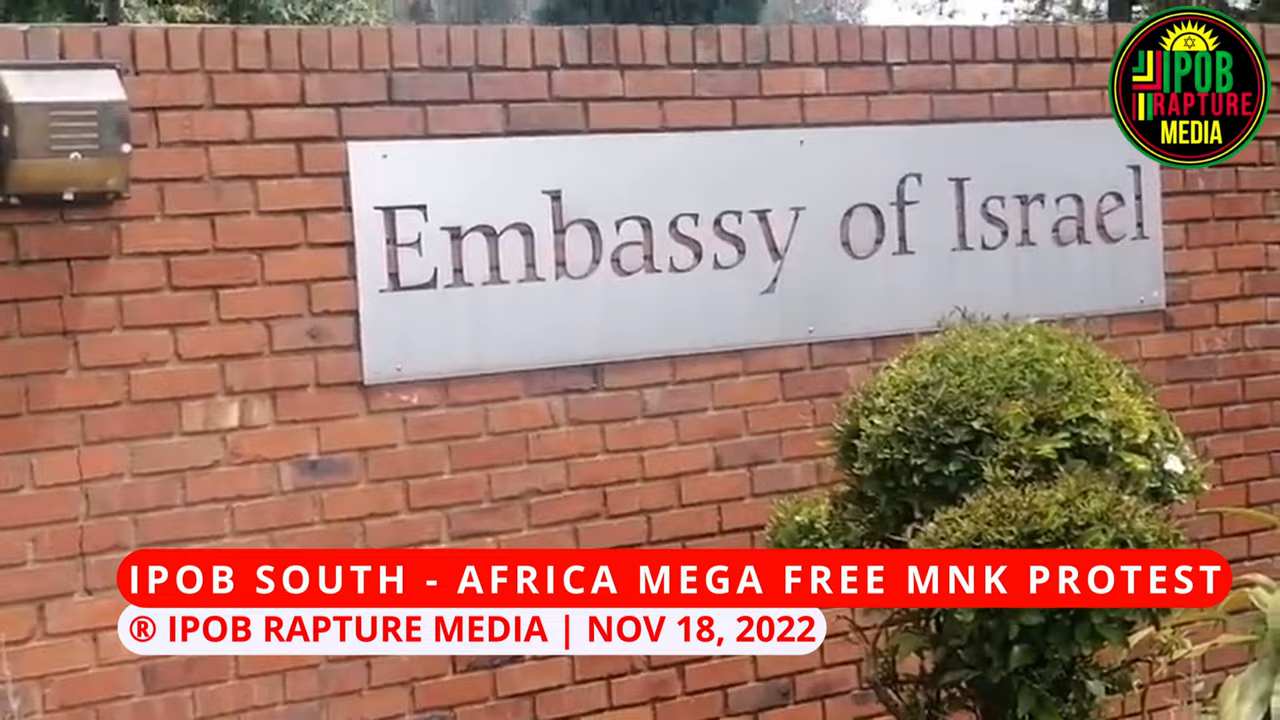 IPOB
RAPTURE
MEDIA
Embassy of Israel
IPOB SOUTH - AFRICA MEGA FREE MNK PROTEST
® IPOB RAPTURE MEDIA | NOV 18, 2022